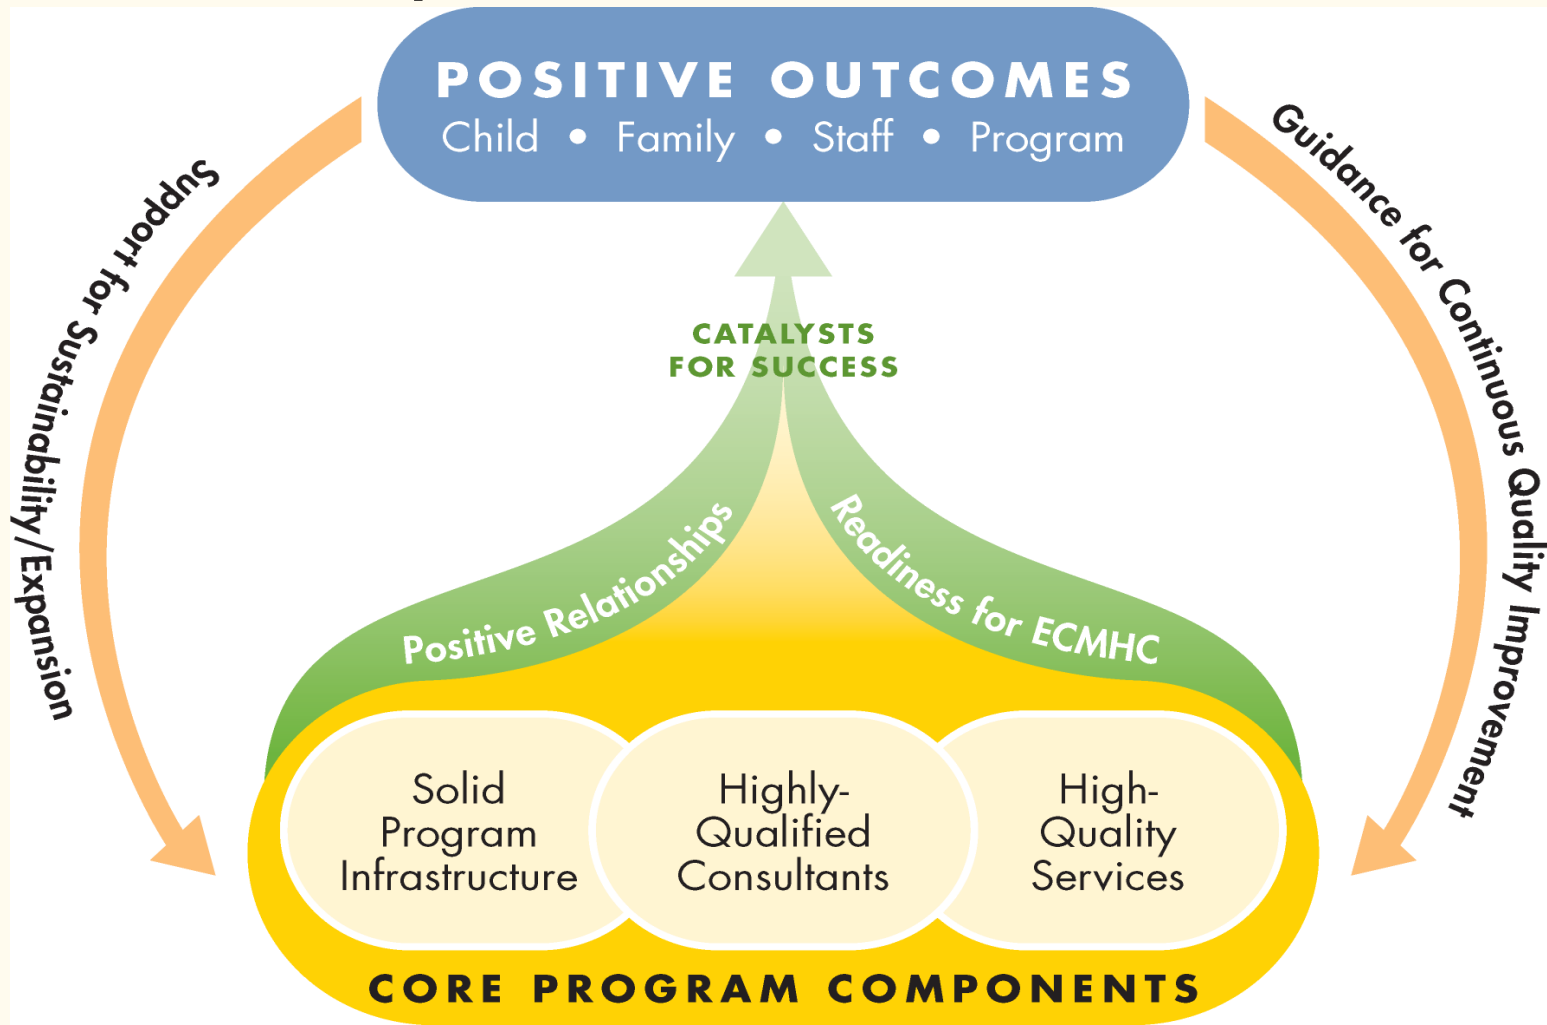 POSITIVE OUTCOMES
Child • Family • Staff • Program
Support for Sustainability/Expansion
Guidance for Continuous Quality Improvement
CATALYSTS
FOR SUCCESS
Positive Relationships
Readiness for ECMHC
Solid
Program
Infrastructure
Highly-
Qualified
Consultants
High-
Quality
Services
CORE PROGRAM COMPONENTS